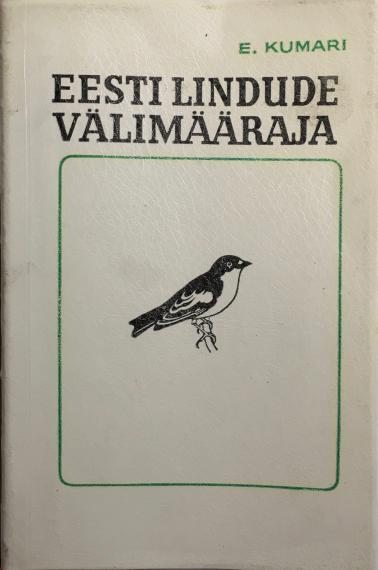 E. KUMARI
EESTI LINDUDE
VÄLIMÄÄRAJA